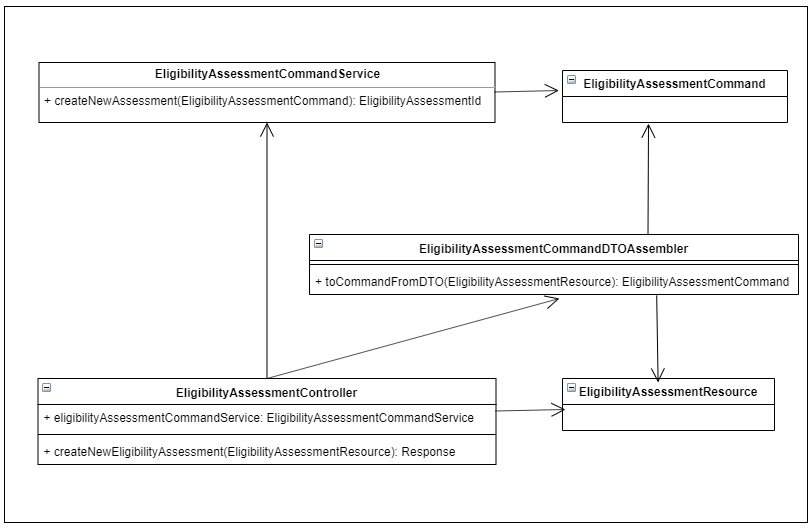 EligibilityAssessmentCommandService
+ createNewAssessment(EligibilityAssessmentCommand): EligibilityAssessmentId
EligibilityAssessmentCommand
EligibilityAssessmentCommandDTOAssembler
+ toCommandFromDTO(EligibilityAssessmentResource): EligibilityAssessmentCommand
EligibilityAssessmentController
+ eligibilityAssessmentCommandService: EligibilityAssessmentCommandService
+ createNewEligibilityAssessment(EligibilityAssessmentResource): Response
EligibilityAssessmentResource